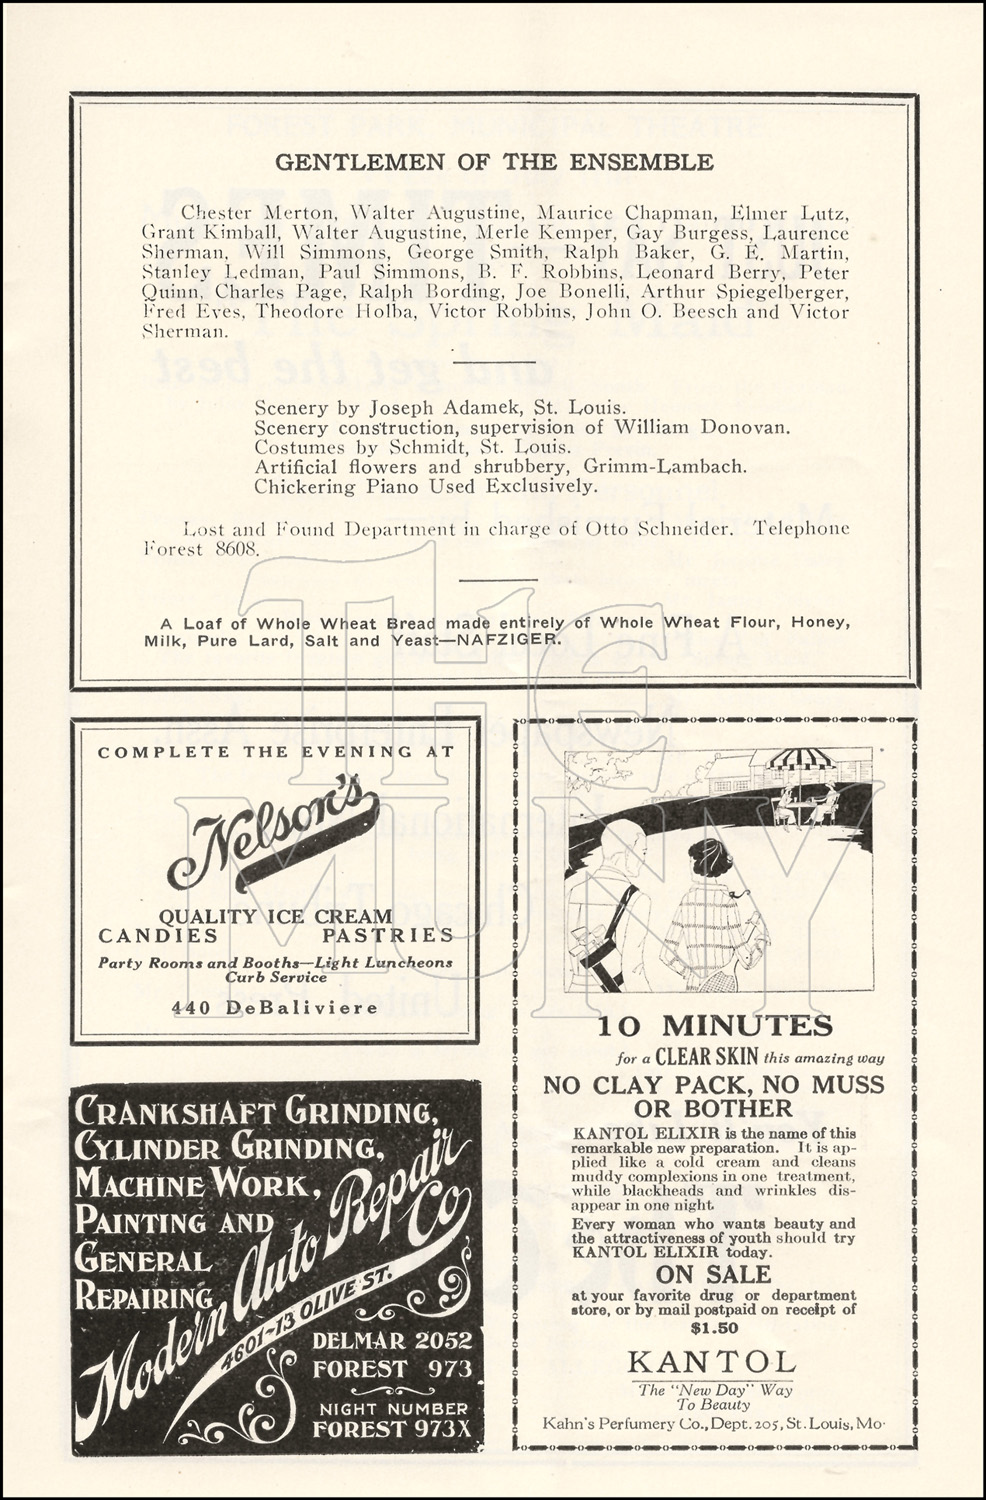 GENTLEMEN OF THE ENSEMBLE
Chester Merton, Walter Augustine, Maurice Chapman, Elmer Lutz,
Grant Kimball, Walter Augustine, Merle Kemper, Gay Burgess, Laurence
Sherman, Will Simmons, George Smith, Ralph Baker, G. E. Martin,
Stanley Ledman, Paul Simmons, B. F. Robbins, Leonard Berry, Peter
Quinn, Charles Page, Ralph Bording, Joe Bonelli, Arthur Spiegelberger,
Fred Eves, Theodore Holba, Victor Robbins, John O. Beesch and Victor
Sherman.
Scenery by Joseph Adamek, St. Louis.
Scenery construction, supervision of William Donovan.
Costumes by Schmidt, St. Louis.
Artificial flowers and shrubbery, Grimm-Lambach.
Chickering Piano Used Exclusively.
Lost and Found Department in charge of Otto Schneider. Telephone
Forest 8608.
A Loaf of Whole Wheat Bread made entirely of Whole Wheat Flour, Honey,
Milk, Pure Lard, Salt and Yeast—NAFZIGER.
THE
MUNY
COMPLETE THE EVENING AT
Nelson's
QUALITY ICE CREAM
CANDIES PASTRIES
Party Rooms and Booths—Light Luncheons
Curb Service
440 DeBaliviere
CRANKSHAFT GRINDING,
CYLINDER GRINDING,
MACHINE WORK,
PAINTING AND
GENERAL
REPAIRING
Modern Auto Repair Co
4601-13 OLIVE ST.
DELMAR 2052
FOREST 973
NIGHT NUMBER
FOREST 973X
10 MINUTES
for a CLEAR SKIN this amazing way
NO CLAY PACK, NO MUSS
OR BOTHER
KANTOL ELIXIR is the name of this
remarkable new preparation. It is ap-
plied like a cold cream and cleans
muddy complexions in one treatment,
while blackheads and wrinkles dis-
appear in one night.
Every woman who wants beauty and
the attractiveness of youth should try
KANTOL ELIXIR today.
ON SALE
at your favorite drug or department
store, or by mail postpaid on receipt of
$1.50
KANTOL
The "New Day" Way
To Beauty
Kahn's Perfumery Co., Dept. 205, St. Louis, Mo.